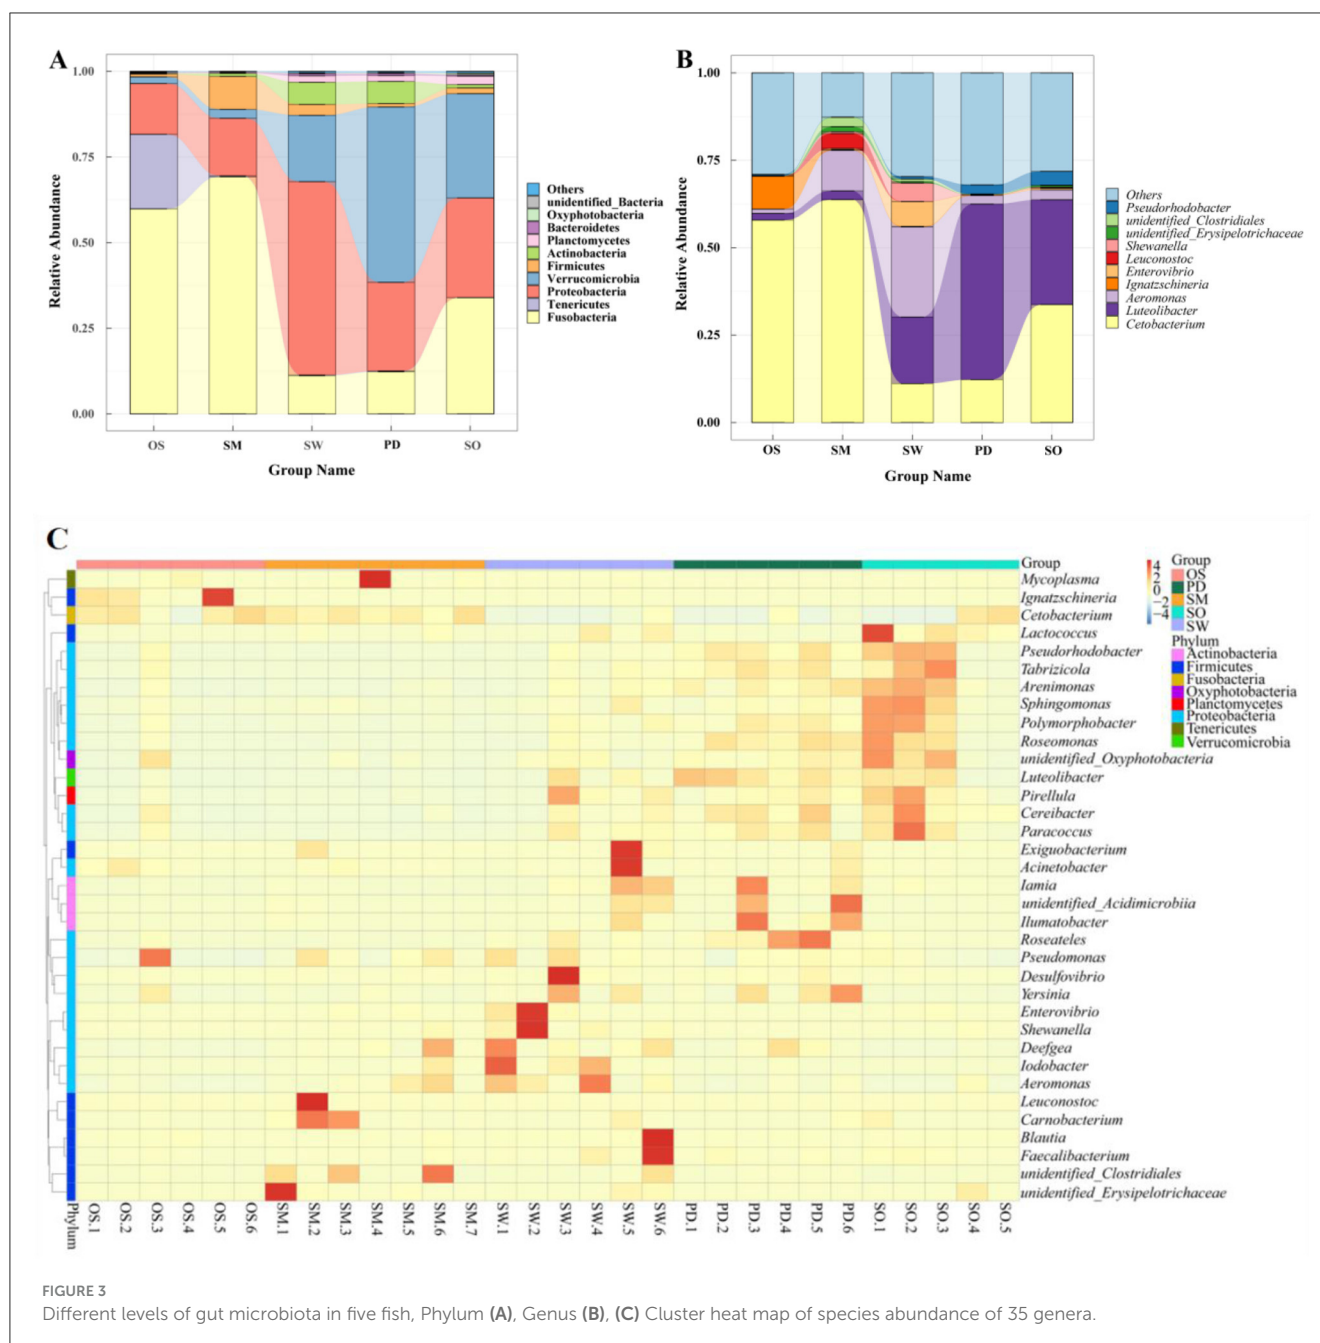 A
1.00
0.75
0.50
0.25
0.00
Relative Abundance
OS SM SW PD SO
Group Name
Others
unidentified_Bacteria
Oxyphotobacteria
Bacteroidetes
Planctomycetes
Actinobacteria
Firmicutes
Verrucomicrobia
Proteobacteria
Tenericutes
Fusobacteria
B
1.00
0.75
0.50
0.25
0.00
Relative Abundance
OS SM SW PD SO
Group Name
Others
Pseudorhodobacter
unidentified_Clostridiales
unidentified_Erysipelotrichaceae
Shewanella
Leuconostoc
Enterovibrio
Ignatzschineria
Aeromonas
Luteolibacter
Cetobacterium
C
Group
Mycoplasma
Ignatzschineria
Cetobacterium
Lactococcus
Pseudorhodobacter
Tabrizicola
Arenimonas
Sphingomonas
Polymorphobacter
Roseomonas
unidentified_Oxyphotobacteria
Luteolibacter
Pirellula
Cereibacter
Paracoccus
Exiguobacterium
Acinetobacter
Iamia
unidentified_Acidimicrobiia
Ilumatobacter
Roseateles
Pseudomonas
Desulfovibrio
Yersinia
Enterovibrio
Shewanella
Deefgea
Iodobacter
Aeromonas
Leuconostoc
Carnobacterium
Blautia
Faecalibacterium
unidentified_Clostridiales
unidentified_Erysipelotrichaceae
4
2
0
−2
−4
Group
OS
PD
SM
SO
SW
Phylum
Actinobacteria
Firmicutes
Fusobacteria
Oxyphotobacteria
Planctomycetes
Proteobacteria
Tenericutes
Verrucomicrobia
Phylum OS.1 OS.2 OS.3 OS.4 OS.5 OS.6 SM.1 SM.2 SM.3 SM.4 SM.5 SM.6 SM.7 SW.1 SW.2 SW.3 SW.4 SW.5 SW.6 PD.1 PD.2 PD.3 PD.4 PD.5 PD.6 SO.1 SO.2 SO.3 SO.4 SO.5
FIGURE 3
Different levels of gut microbiota in five fish, Phylum (A), Genus (B), (C) Cluster heat map of species abundance of 35 genera.